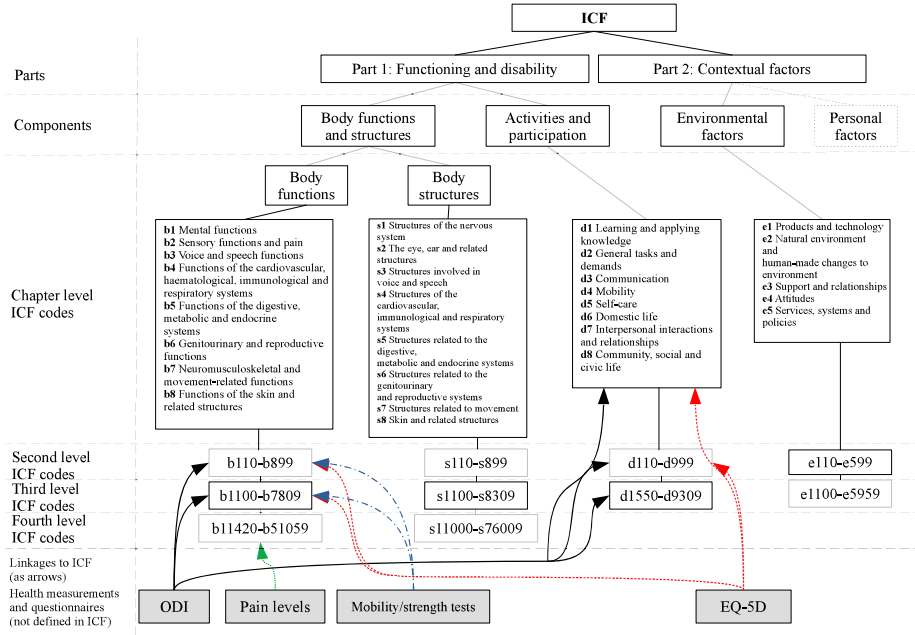 ICF
Parts
Part 1: Functioning and disability
Part 2: Contextual factors
Components
Body functions
and structures
Activities and
participation
Environmental
factors
Personal
factors
Body
functions
Body
structures
Chapter level
ICF codes
b1 Mental functions
b2 Sensory functions and pain
b3 Voice and speech functions
b4 Functions of the cardiovascular,
haematological, immunological and
respiratory systems
b5 Functions of the digestive,
metabolic and endocrine
systems
b6 Genitourinary and reproductive
functions
b7 Neuromusculoskeletal and
movement-related functions
b8 Functions of the skin and
related structures
s1 Structures of the nervous
system
s2 The eye, ear and related
structures
s3 Structures involved in
voice and speech
s4 Structures of the
cardiovascular,
immunological and respiratory
systems
s5 Structures related to the
digestive,
metabolic and endocrine systems
s6 Structures related to the
genitourinary
and reproductive systems
s7 Structures related to movement
s8 Skin and related structures
d1 Learning and applying
knowledge
d2 General tasks and
demands
d3 Communication
d4 Mobility
d5 Self-care
d6 Domestic life
d7 Interpersonal interactions
and relationships
d8 Community, social and
civic life
e1 Products and technology
e2 Natural environment
and
human-made changes to
environment
e3 Support and relationships
e4 Attitudes
e5 Services, systems and
policies
Second level
ICF codes
b110-b899
s110-s899
d110-d999
e110-e599
Third level
ICF codes
b1100-b7809
s1100-s8309
d1550-d9309
e1100-e5959
Fourth level
ICF codes
b11420-b51059
s11000-s76009
Linkages to ICF
(as arrows)
Health measurements
and questionnaires
(not defined in ICF)
ODI
Pain levels
Mobility/strength tests
EQ-5D